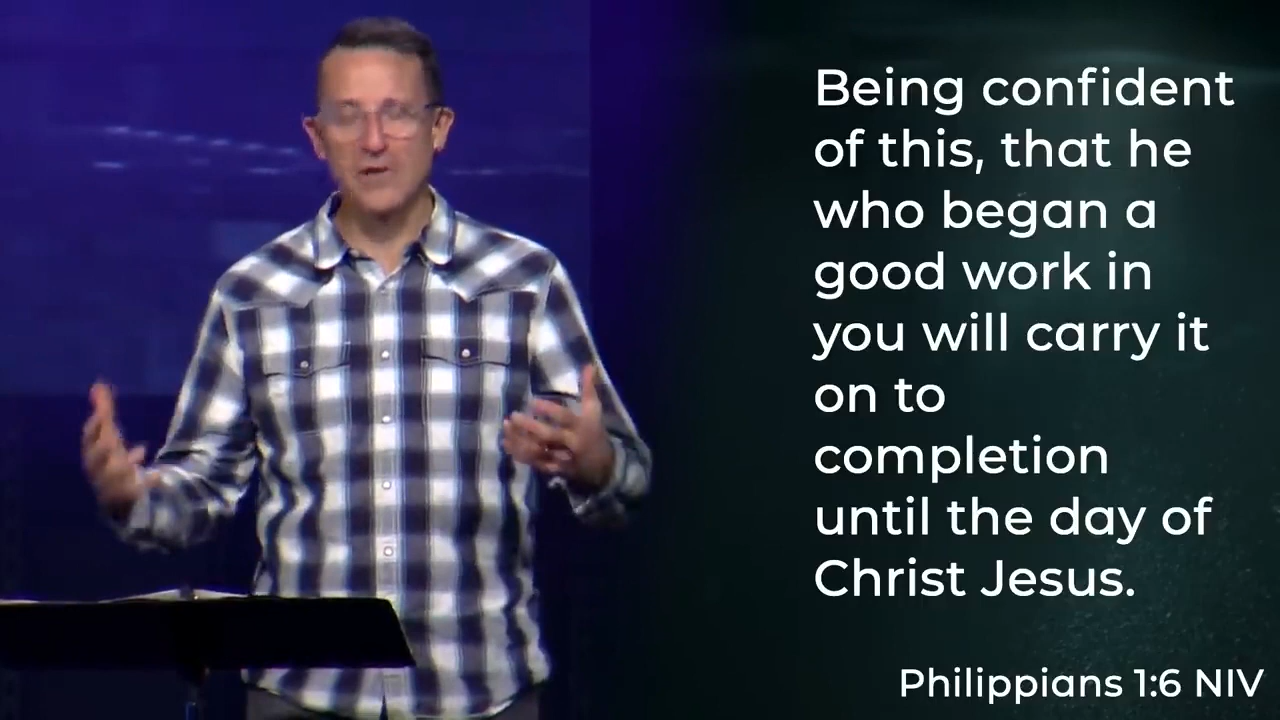 Being confident
of this, that he
who began a
good work in
you will carry it
on to
completion
until the day of
Christ Jesus.
Philippians 1:6 NIV